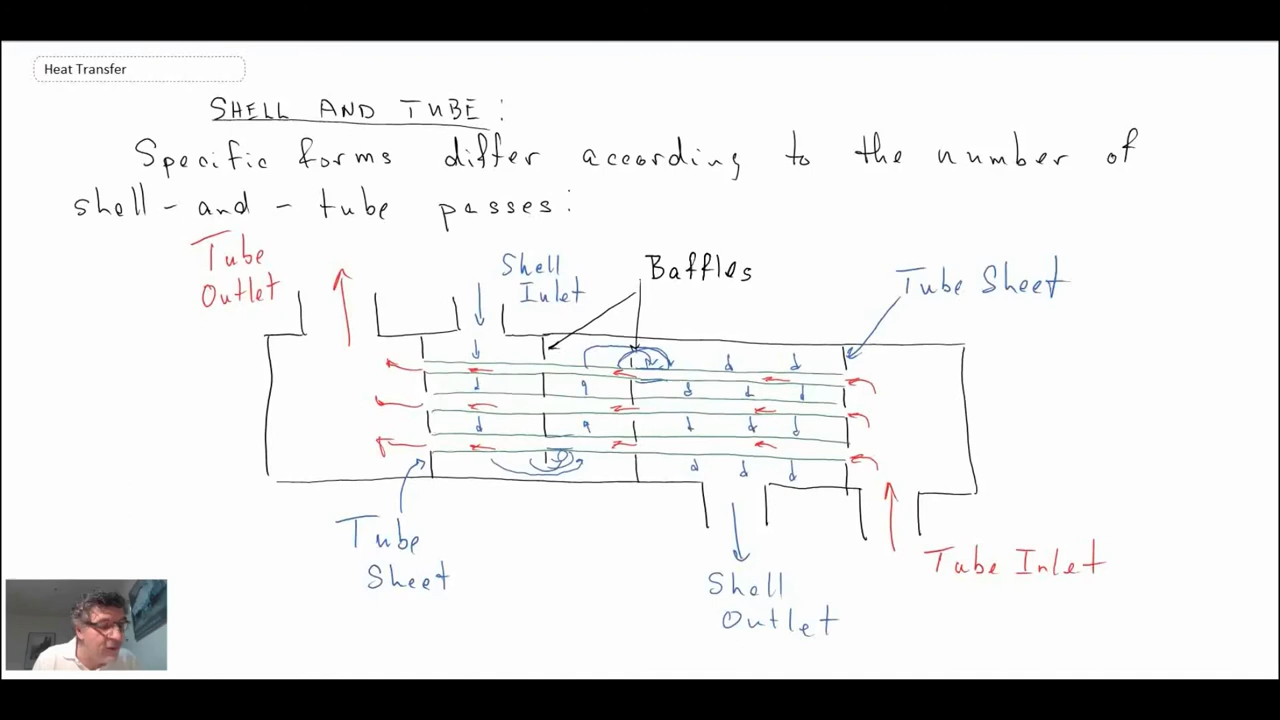 Heat Transfer
SHELL AND TUBE:
Specific forms differ according to the number of
shell-and-tube passes:
Tube
Outlet
Shell
Inlet
Baffles
Tube Sheet
Tube
Sheet
Shell
Outlet
Tube Inlet